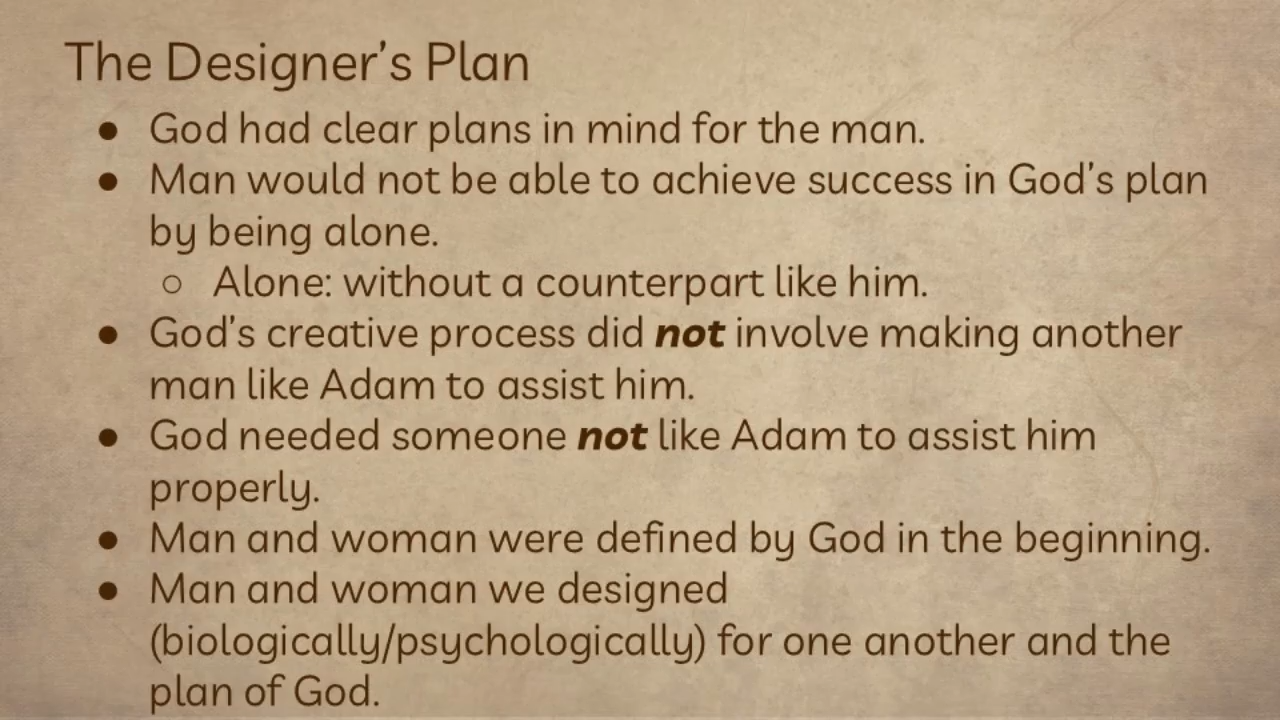 The Designer’s Plan
● God had clear plans in mind for the man.
● Man would not be able to achieve success in God’s plan
by being alone.
○ Alone: without a counterpart like him.
● God’s creative process did not involve making another
man like Adam to assist him.
● God needed someone not like Adam to assist him
properly.
● Man and woman were defined by God in the beginning.
● Man and woman we designed
(biologically/psychologically) for one another and the
plan of God.